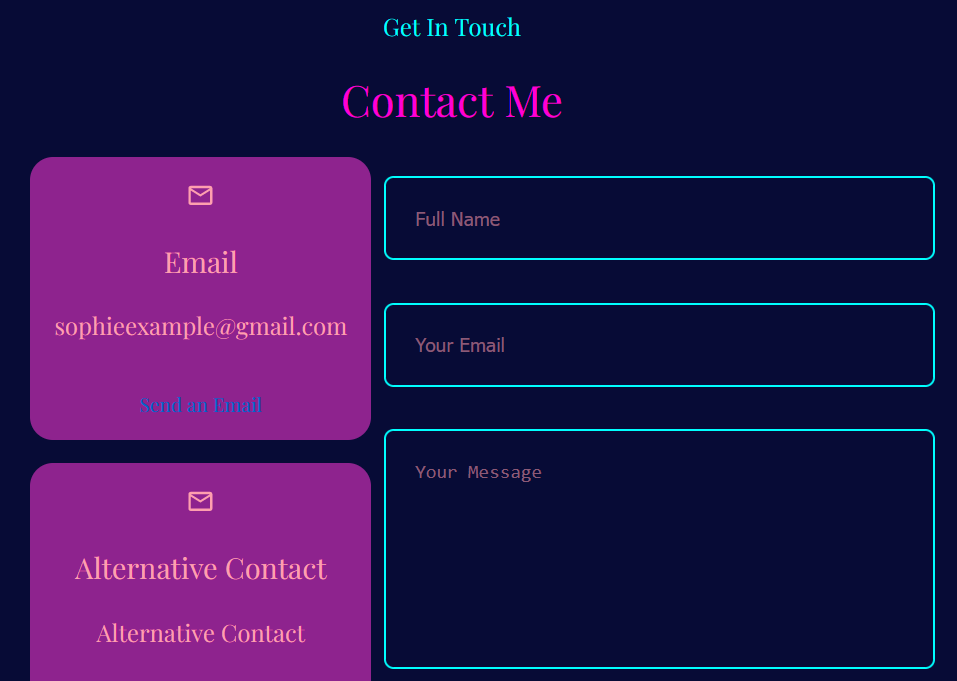 Get In Touch
Contact Me
Email
sophieexample@gmail.com
Send an Email
Alternative Contact
Alternative Contact
Full Name
Your Email
Your Message